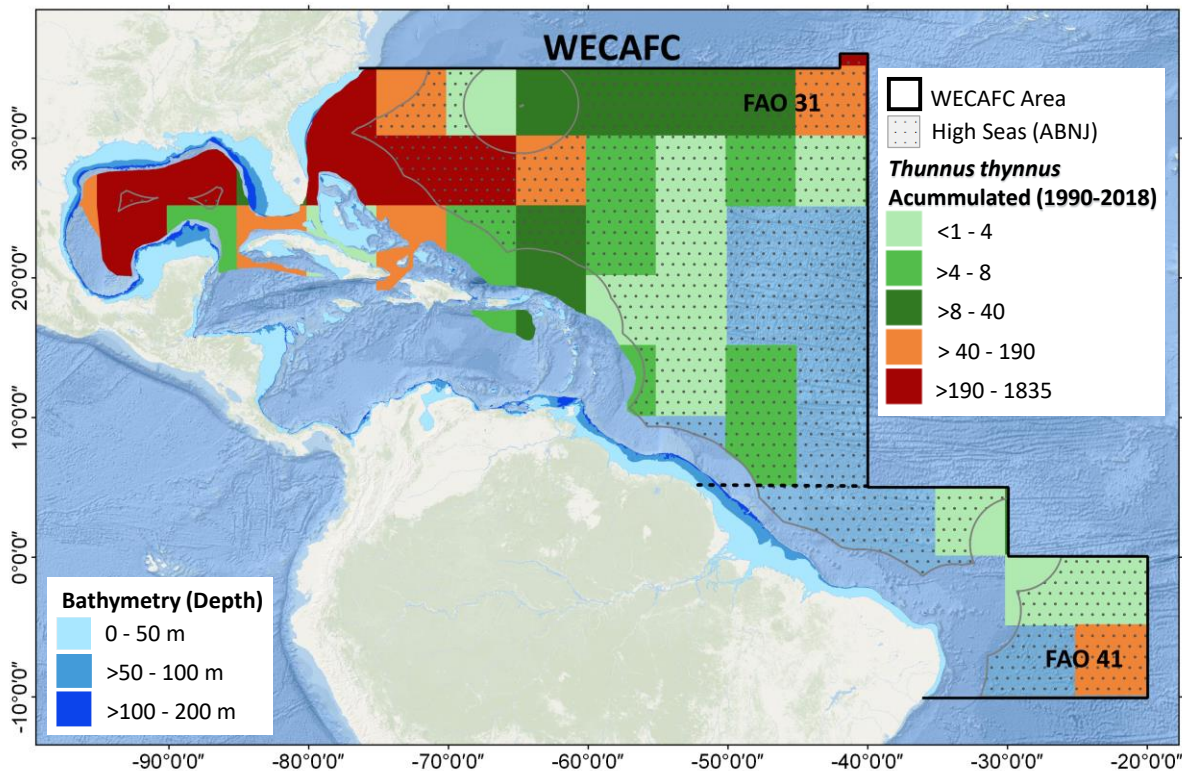 WECAFC
FAO 31
WECAFC Area
High Seas (ABNJ)
Thunnus thynnus
Acummulated (1990-2018)
<1 - 4
>4 - 8
>8 - 40
> 40 - 190
>190 - 1835
30°0'0"
20°0'0"
10°0'0"
0°0'0"
-10°0'0"
Bathymetry (Depth)
0 - 50 m
>50 - 100 m
>100 - 200 m
FAO 41
-90°0'0" -80°0'0" -70°0'0" -60°0'0" -50°0'0" -40°0'0" -30°0'0" -20°0'0"